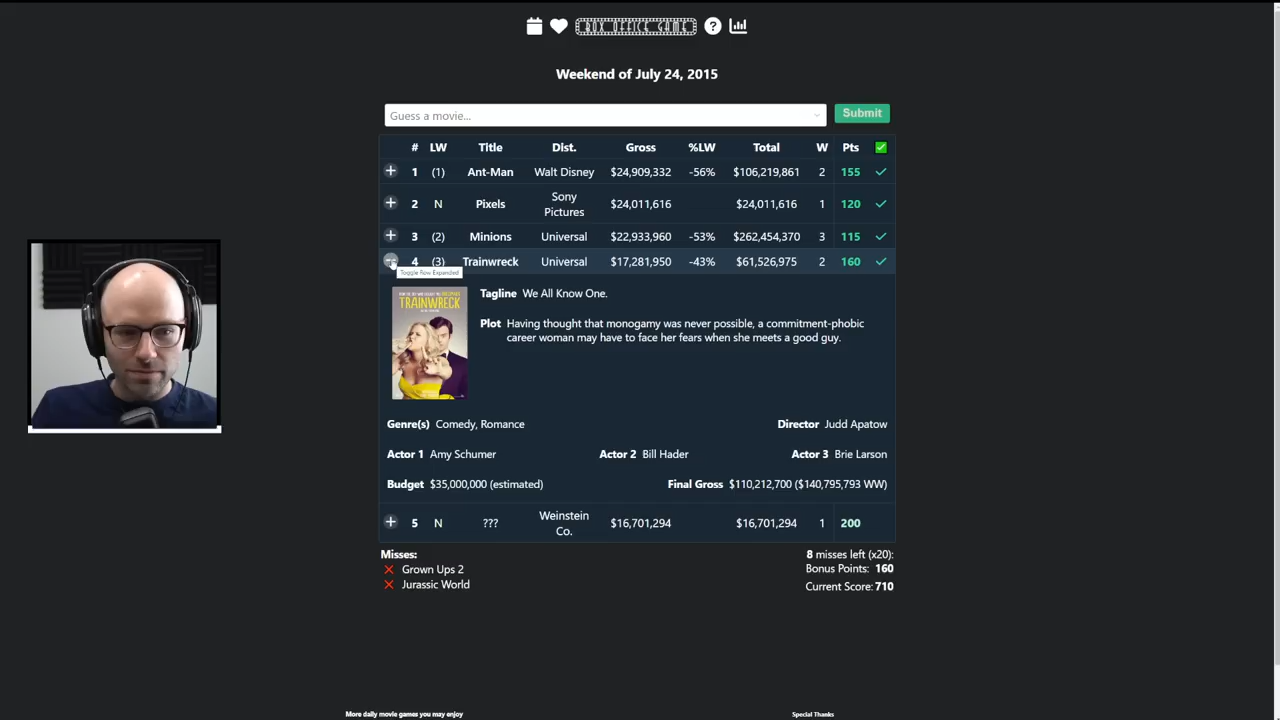 BOX OFFICE GAME
Weekend of July 24, 2015
Guess a movie... Submit
# LW Title Dist. Gross %LW Total W Pts
1 (1) Ant-Man Walt Disney $24,909,332 -56% $106,219,861 2 155
2 N Pixels Sony Pictures $24,011,616 $24,011,616 1 120
3 (2) Minions Universal $22,933,960 -53% $262,454,370 3 115
4 (3) Trainwreck Universal $17,281,950 -43% $61,526,975 2 160
Toggle Row Expanded
TRAINWRECK
Tagline We All Know One.
Plot Having thought that monogamy was never possible, a commitment-phobic
career woman may have to face her fears when she meets a good guy.
Genre(s) Comedy, Romance Director Judd Apatow
Actor 1 Amy Schumer Actor 2 Bill Hader Actor 3 Brie Larson
Budget $35,000,000 (estimated) Final Gross $110,212,700 ($140,795,793 WW)
5 N ??? Weinstein Co. $16,701,294 $16,701,294 1 200
Misses: 8 misses left (x20):
Grown Ups 2 Bonus Points: 160
Jurassic World Current Score: 710
More daily movie games you may enjoy Special Thanks